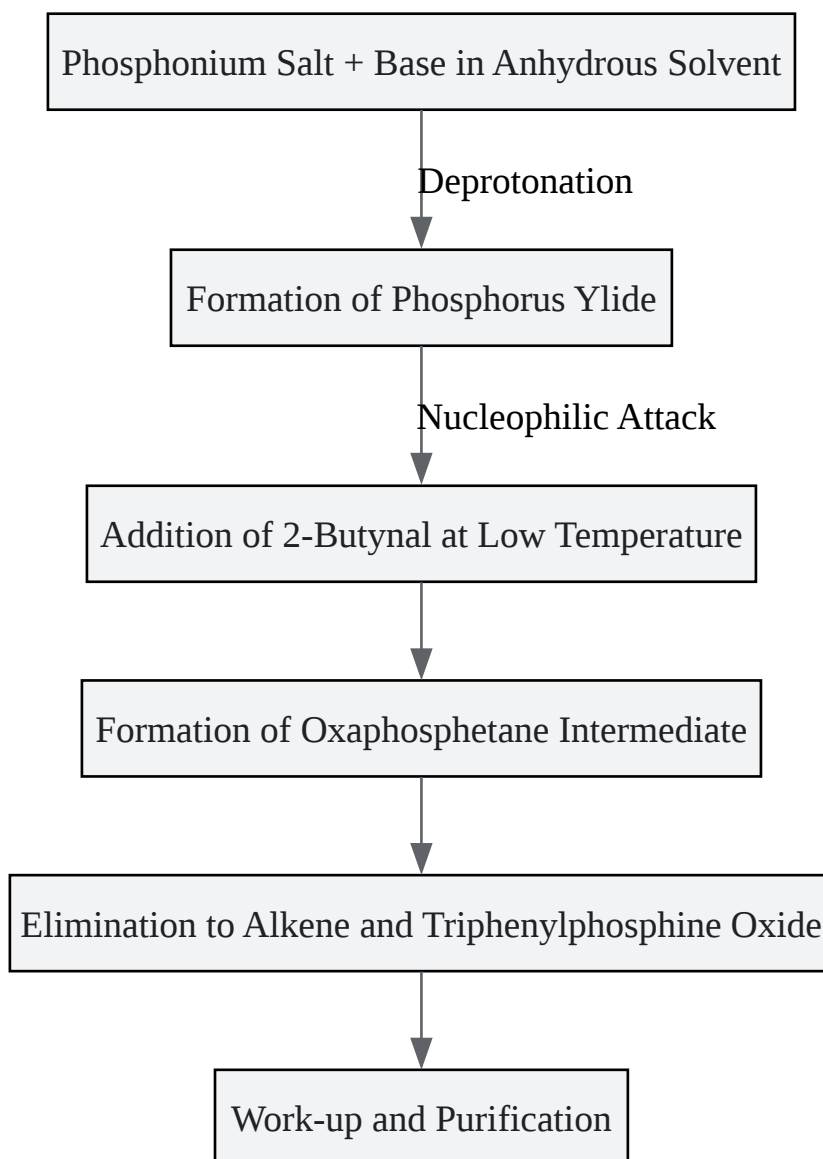 Phosphonium Salt + Base in Anhydrous Solvent
Deprotonation
Formation of Phosphorus Ylide
Nucleophilic Attack
Addition of 2-Butynal at Low Temperature
Formation of Oxaphosphetane Intermediate
Elimination to Alkene and Triphenylphosphine Oxide
Work-up and Purification